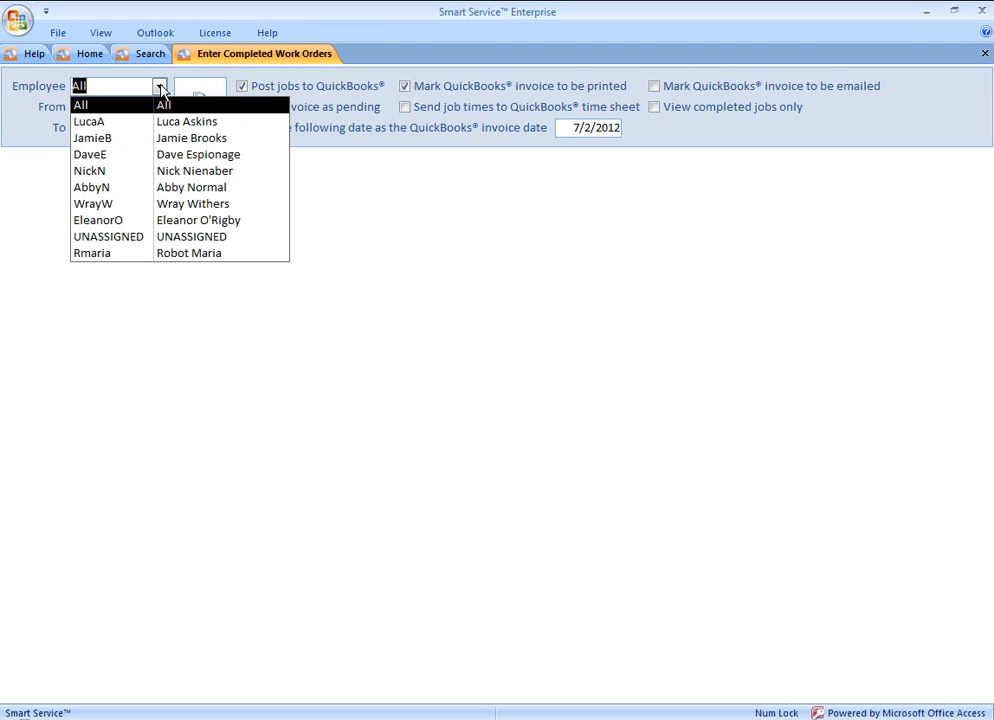 Smart Service™ Enterprise
File View Outlook License Help
Help Home Search Enter Completed Work Orders
Employee All Post jobs to QuickBooks® Mark QuickBooks® invoice to be printed Mark QuickBooks® invoice to be emailed
From voice as pending Send job times to QuickBooks® time sheet View completed jobs only
To following date as the QuickBooks® invoice date 7/2/2012
All All
LucaA Luca Askins
JamieB Jamie Brooks
DaveE Dave Espionage
NickN Nick Nienaber
AbbyN Abby Normal
WrayW Wray Withers
EleanorO Eleanor O'Rigby
UNASSIGNED UNASSIGNED
Rmaria Robot Maria
Smart Service™ Num Lock Powered by Microsoft Office Access